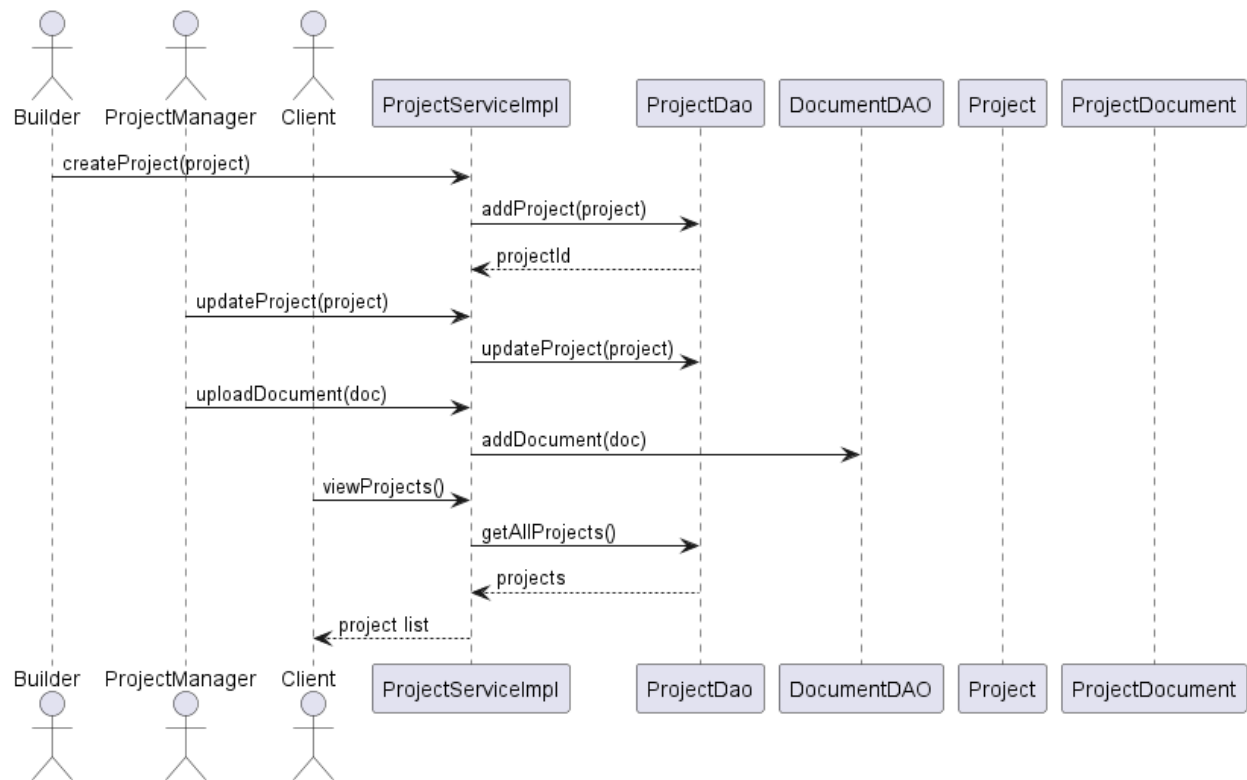 Builder ProjectManager Client ProjectServiceImpl ProjectDao DocumentDAO Project ProjectDocument
createProject(project)
addProject(project)
projectId
updateProject(project)
updateProject(project)
uploadDocument(doc)
addDocument(doc)
viewProjects()
getAllProjects()
projects
project list
Builder ProjectManager Client ProjectServiceImpl ProjectDao DocumentDAO Project ProjectDocument